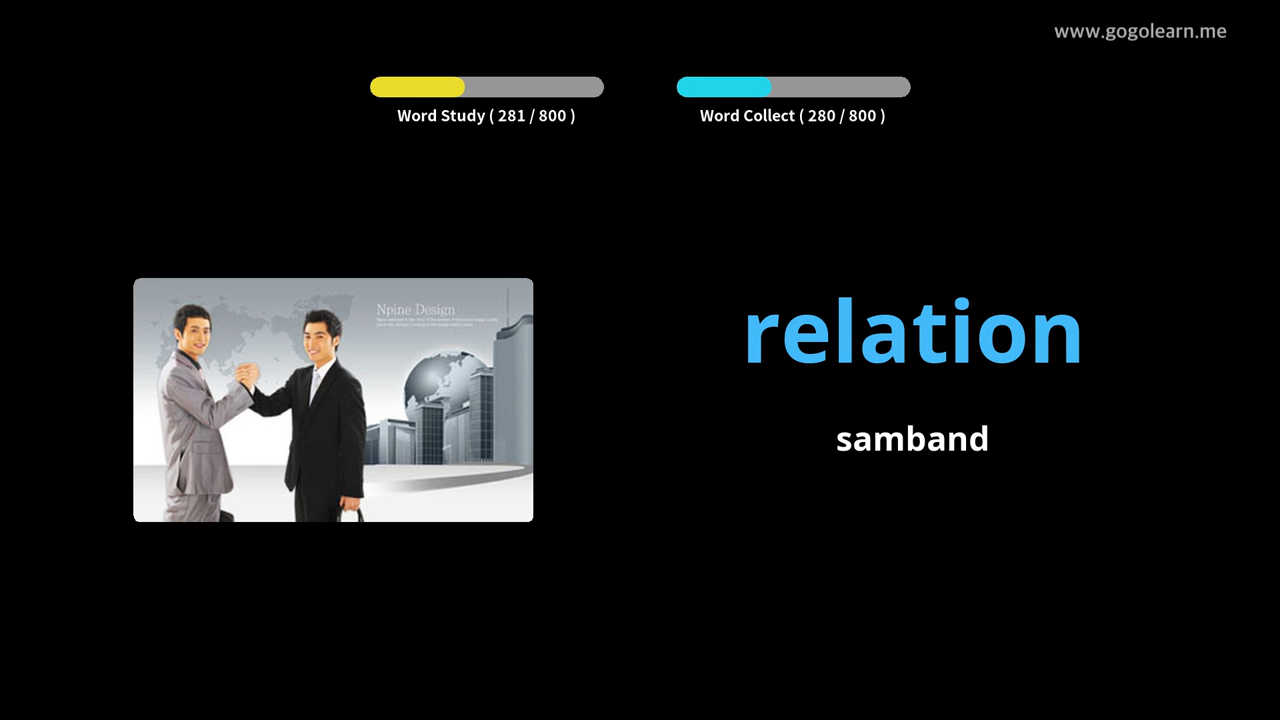 www.gogolearn.me
Word Study ( 281 / 800 )
Word Collect ( 280 / 800 )
Npine Design
relation
samband